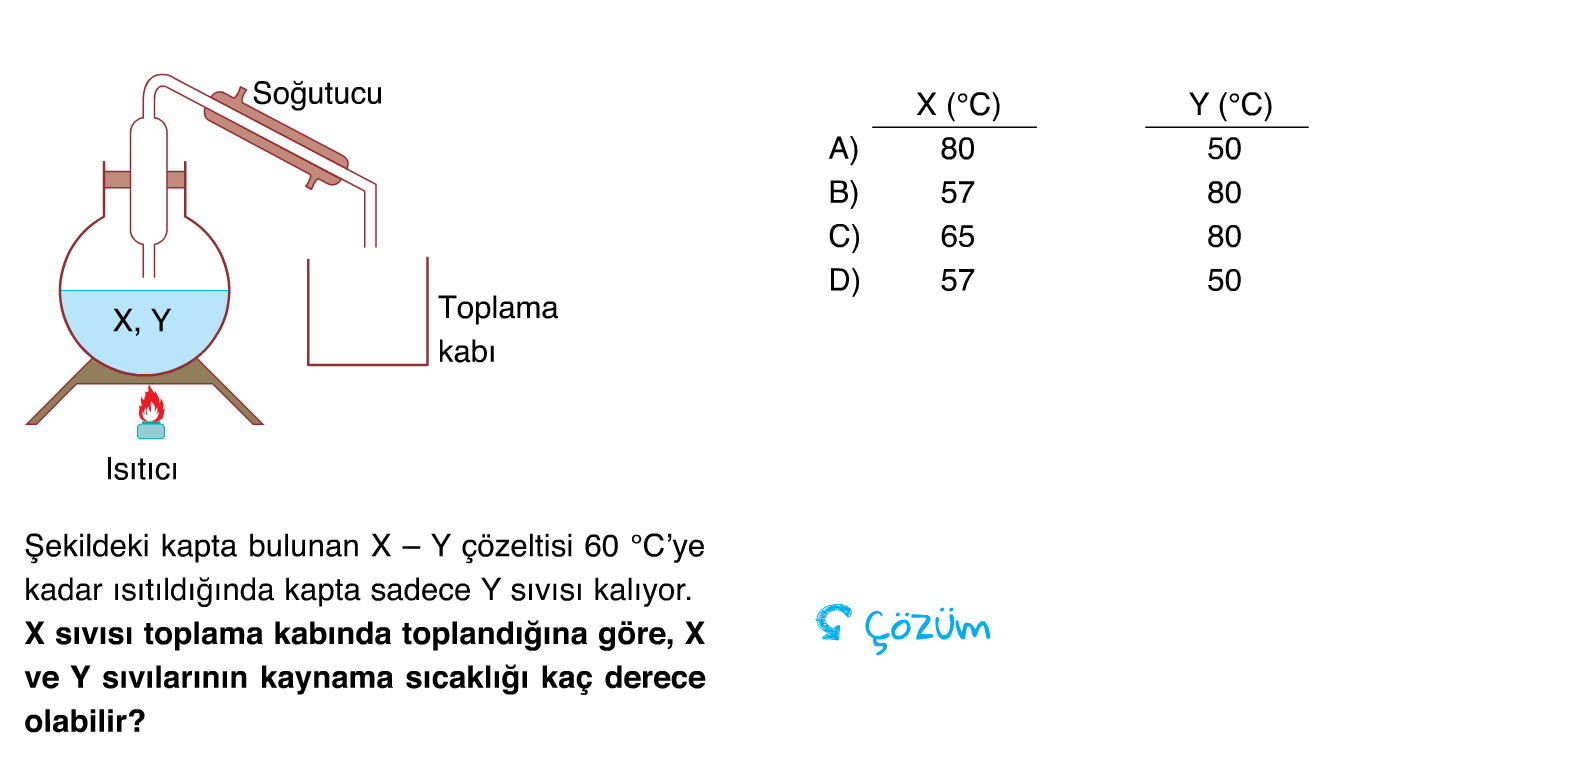 Soğutucu
X, Y
Toplama
kabı
Isıtıcı
Şekildeki kapta bulunan X – Y çözeltisi 60 °C’ye
kadar ısıtıldığında kapta sadece Y sıvısı kalıyor.
X sıvısı toplama kabında toplandığına göre, X
ve Y sıvılarının kaynama sıcaklığı kaç derece
olabilir?
X (°C) Y (°C)
A) 80 50
B) 57 80
C) 65 80
D) 57 50
Çözüm